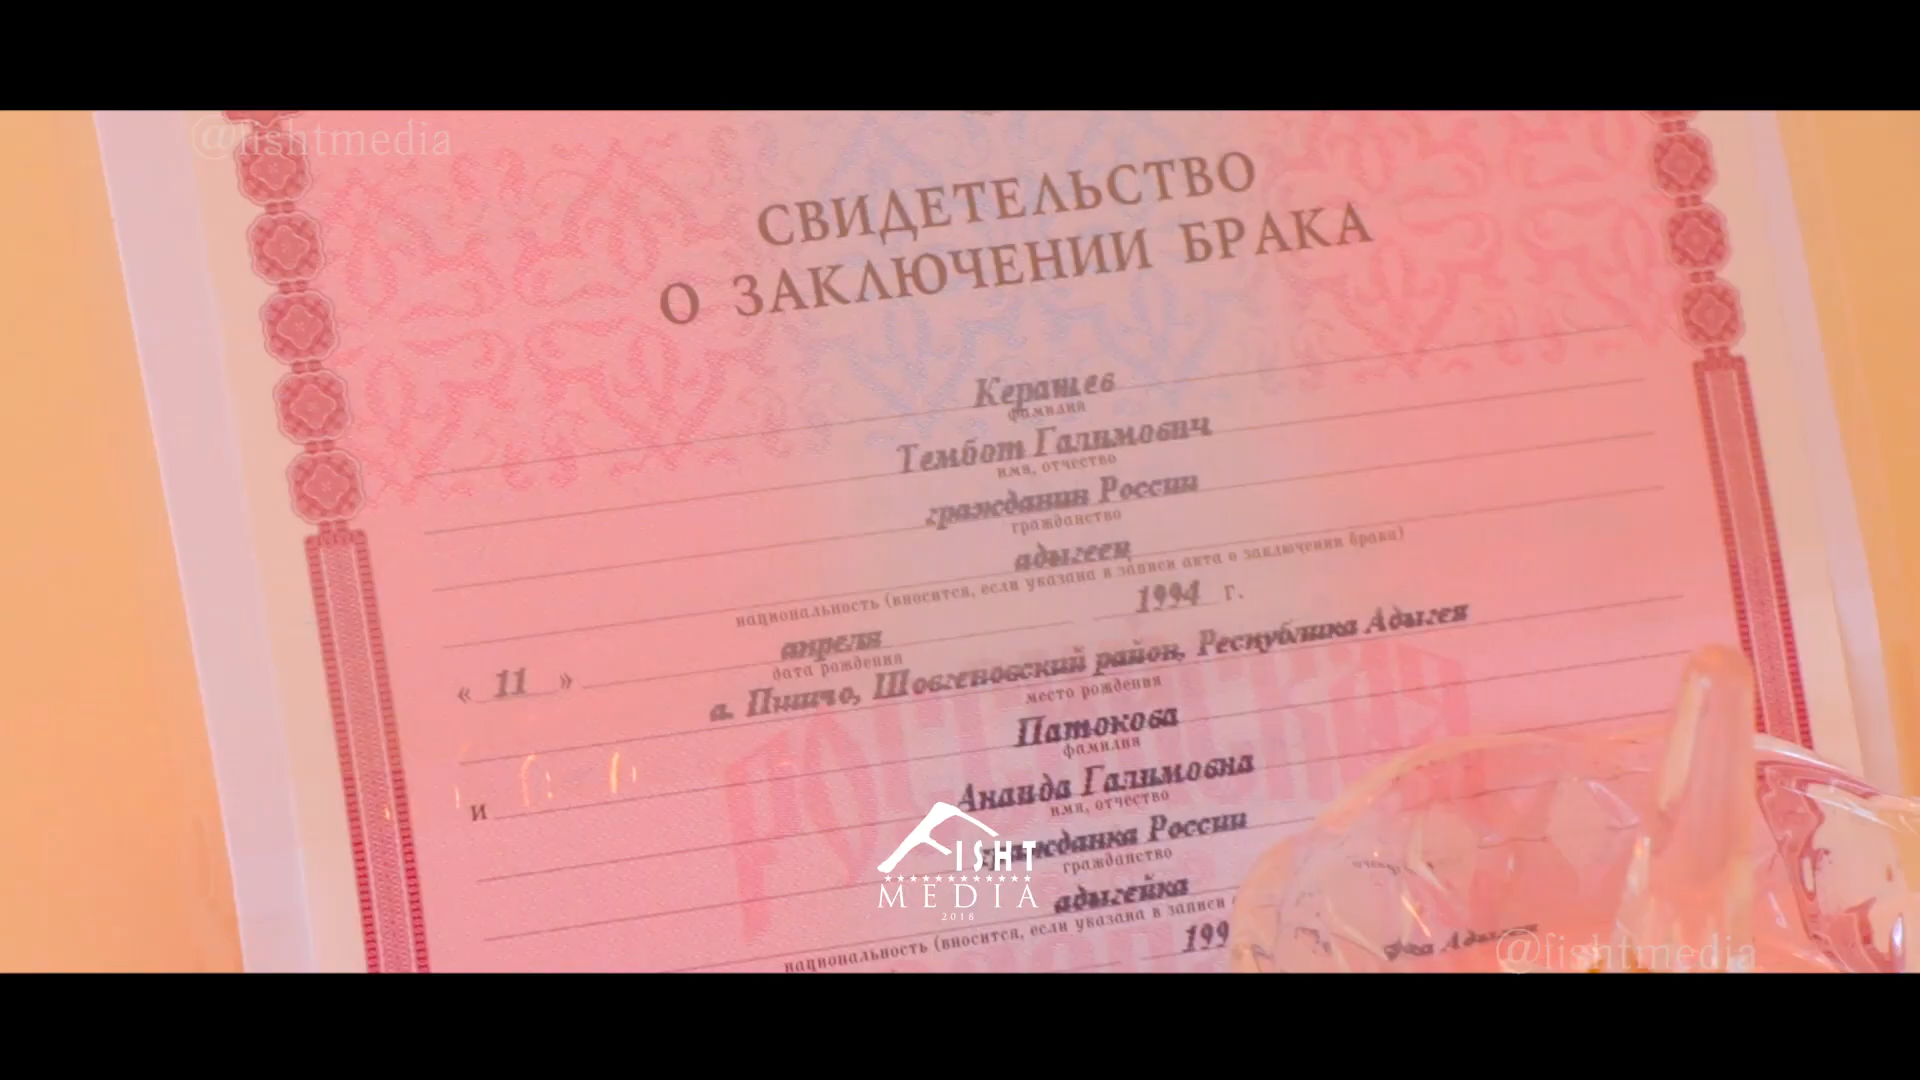 @fishtmedia
СВИДЕТЕЛЬСТВО
О ЗАКЛЮЧЕНИИ БРАКА
Керашев
фамилия
Тембот Галимович
имя, отчество
гражданин России
гражданство
адыгеец
национальность (вносится, если указана в записи акта о заключении брака)
« 11 » апреля 1994 г.
дата рождения
а. Пшичо, Шовгеновский район, Республика Адыгея
место рождения
Патокова
фамилия
и Ананда Галимовна
имя, отчество
гражданка России
гражданство
адыгейка
национальность (вносится, если указана в записи
199
FISHT
MEDIA
2018
@fishtmedia